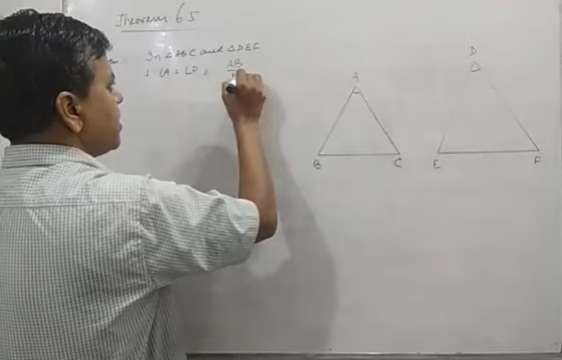 Theorem 6.5
In △ABC and △DEF
: ∠A = ∠D, AB
A
B
C
D
E
F